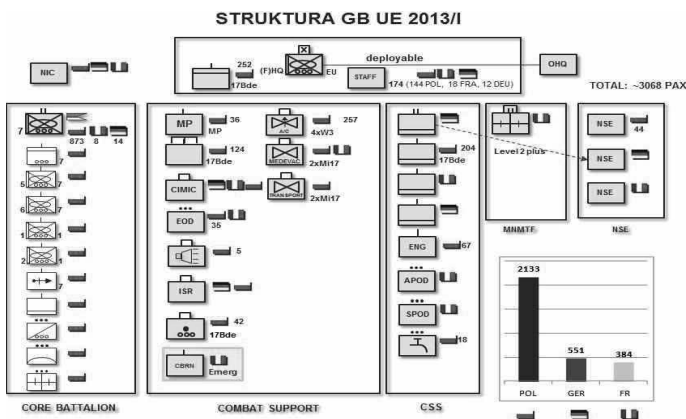 STRUKTURA GB UE 2013/I
NIC
252
17Bde
(F)HQ
EU
4xW3
deployable
STAFF
174 (144 POL, 18 FRA, 12 DEU)
OHQ
TOTAL: ~3068 PAX
7
873 8 14
7
5 7
6 7
1 1
2 1
7
CORE BATTALION
MP
36
MP
124
17Bde
CIMIC
EOD
35
5
ISR
42
17Bde
CBRN
Emerg
A/C
257
4xW3
MEDEVAC
2xMi17
TRANSPORT
2xMi17
COMBAT SUPPORT
204
17Bde
ENG
67
APOD
SPOD
18
CSS
Level 2 plus
MNMTF
NSE
44
NSE
NSE
NSE
2133
551
384
POL GER FR